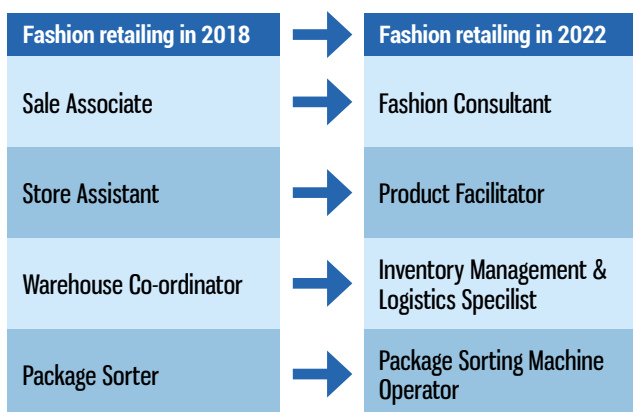 Fashion retailing in 2018
Fashion retailing in 2022
Sale Associate
Fashion Consultant
Store Assistant
Product Facilitator
Warehouse Co-ordinator
Inventory Management &
Logistics Specilist
Package Sorter
Package Sorting Machine
Operator